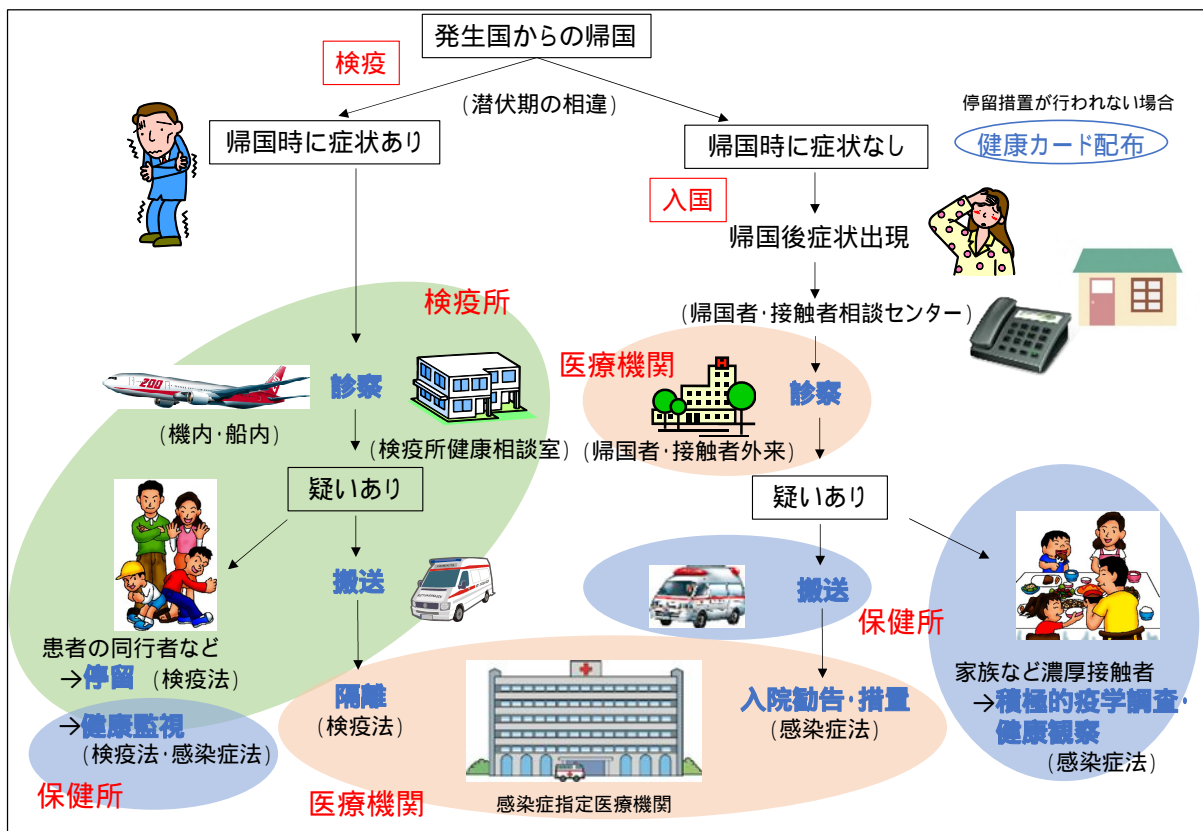 発生国からの帰国
検疫
(潜伏期の相違)
停留措置が行われない場合
健康カード配布
帰国時に症状あり
帰国時に症状なし
入国
帰国後症状出現
検疫所
(帰国者･接触者相談センター)
医療機関
200
診察
H
診察
(機内･船内)
(検疫所健康相談室)
(帰国者･接触者外来)
疑いあり
疑いあり
搬送
搬送
保健所
患者の同行者など
→停留 (検疫法)
→健康監視
(検疫法･感染症法)
保健所
隔離
(検疫法)
医療機関
感染症指定医療機関
入院勧告･措置
(感染症法)
家族など濃厚接触者
→積極的疫学調査･
健康観察
(感染症法)